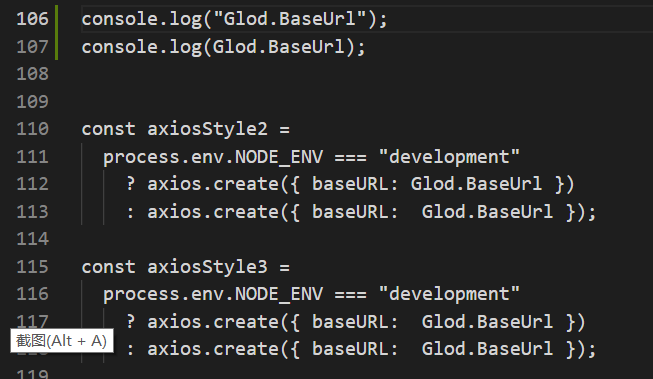 106 console.log("Glod.BaseUrl");
107 console.log(Glod.BaseUrl);
108
109
110 const axiosStyle2 =
111 process.env.NODE_ENV === "development"
112 ? axios.create({ baseURL: Glod.BaseUrl })
113 : axios.create({ baseURL:  Glod.BaseUrl });
114
115 const axiosStyle3 =
116 process.env.NODE_ENV === "development"
117 ? axios.create({ baseURL:  Glod.BaseUrl })
截图(Alt + A)
: axios.create({ baseURL:  Glod.BaseUrl });
119